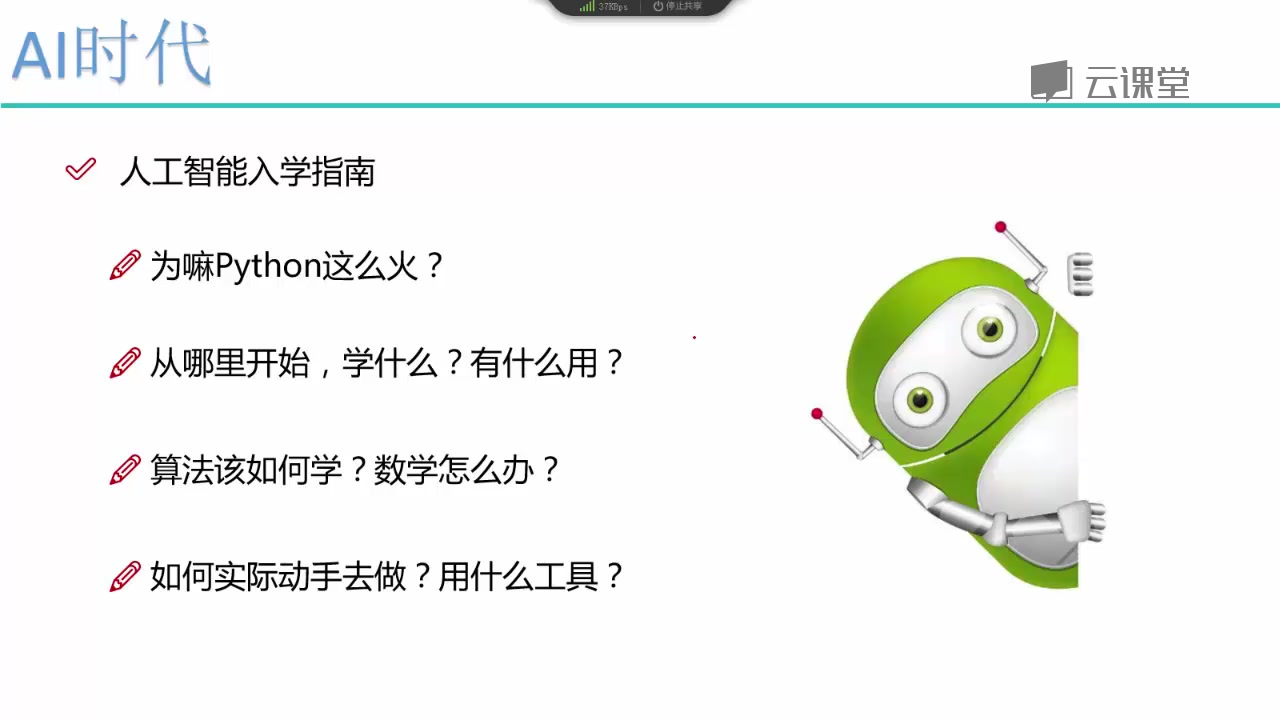 37KBps 停止共享
AI时代
云课堂
人工智能入学指南
为嘛Python这么火？
从哪里开始，学什么？有什么用？
算法该如何学？数学怎么办？
如何实际动手去做？用什么工具？